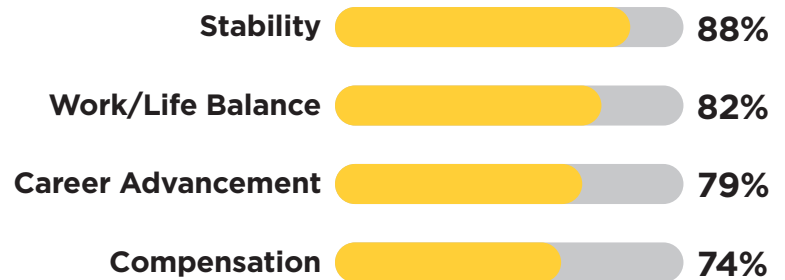 Stability 88%
Work/Life Balance 82%
Career Advancement 79%
Compensation 74%